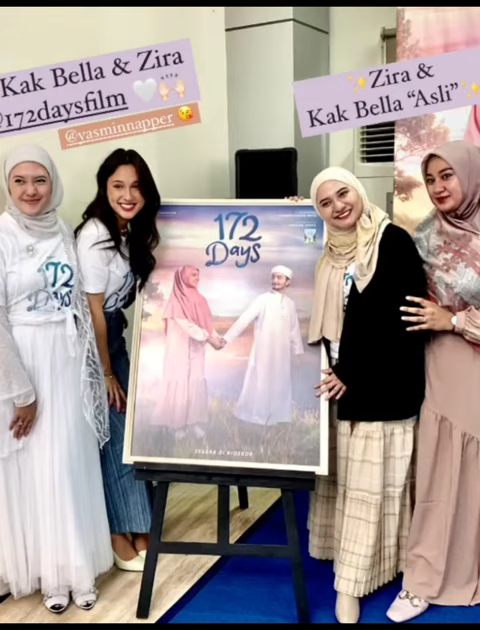 Kak Bella & Zira
@172daysfilm
@yasminnapper
Zira &
Kak Bella "Asli"
172
Days
172
Days
SEGERA DI BIOSKOP